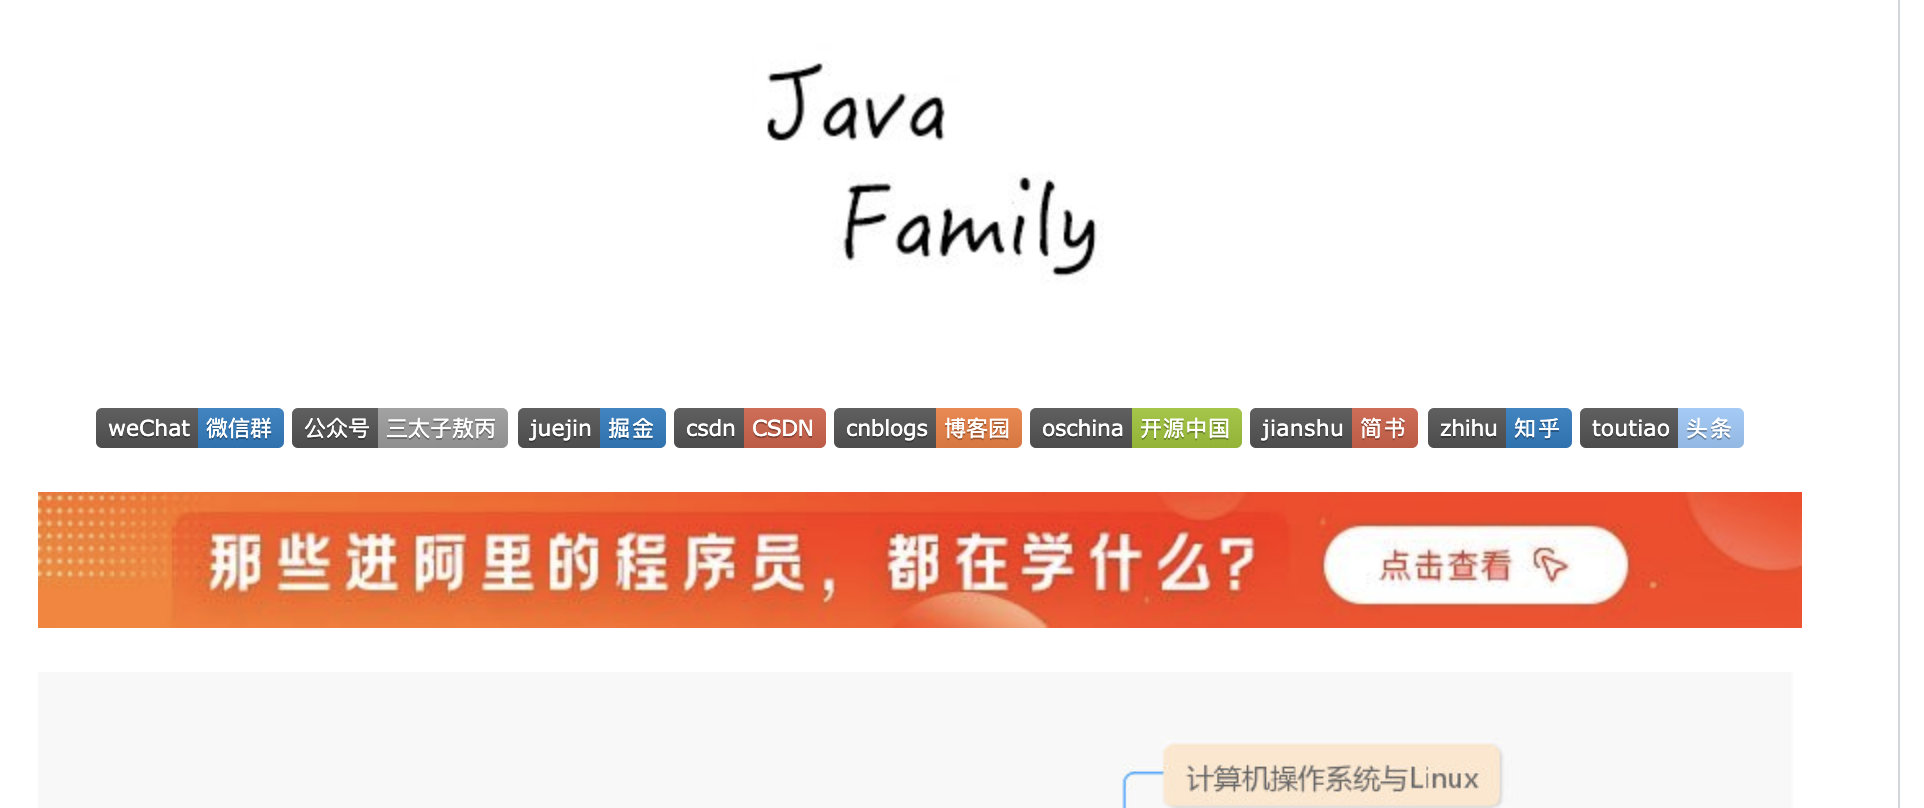 Java
Family
weChat 微信群 公众号 三太子敖丙 juejin 掘金 csdn CSDN cnblogs 博客园 oschina 开源中国 jianshu 简书 zhihu 知乎 toutiao 头条
那些进阿里的程序员，都在学什么? 点击查看
计算机操作系统与Linux